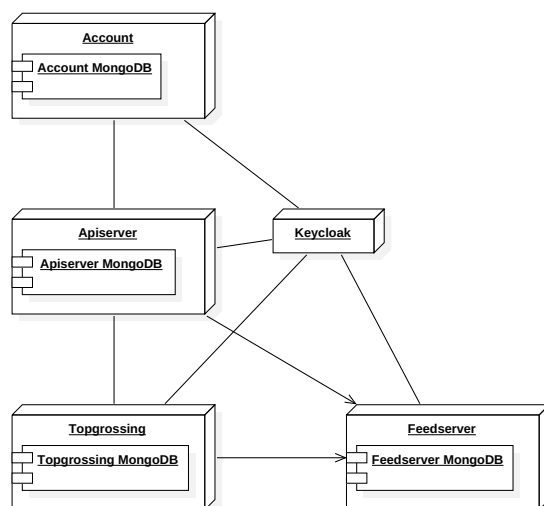 Account
Account MongoDB
Apiserver
Apiserver MongoDB
Keycloak
Topgrossing
Topgrossing MongoDB
Feedserver
Feedserver MongoDB